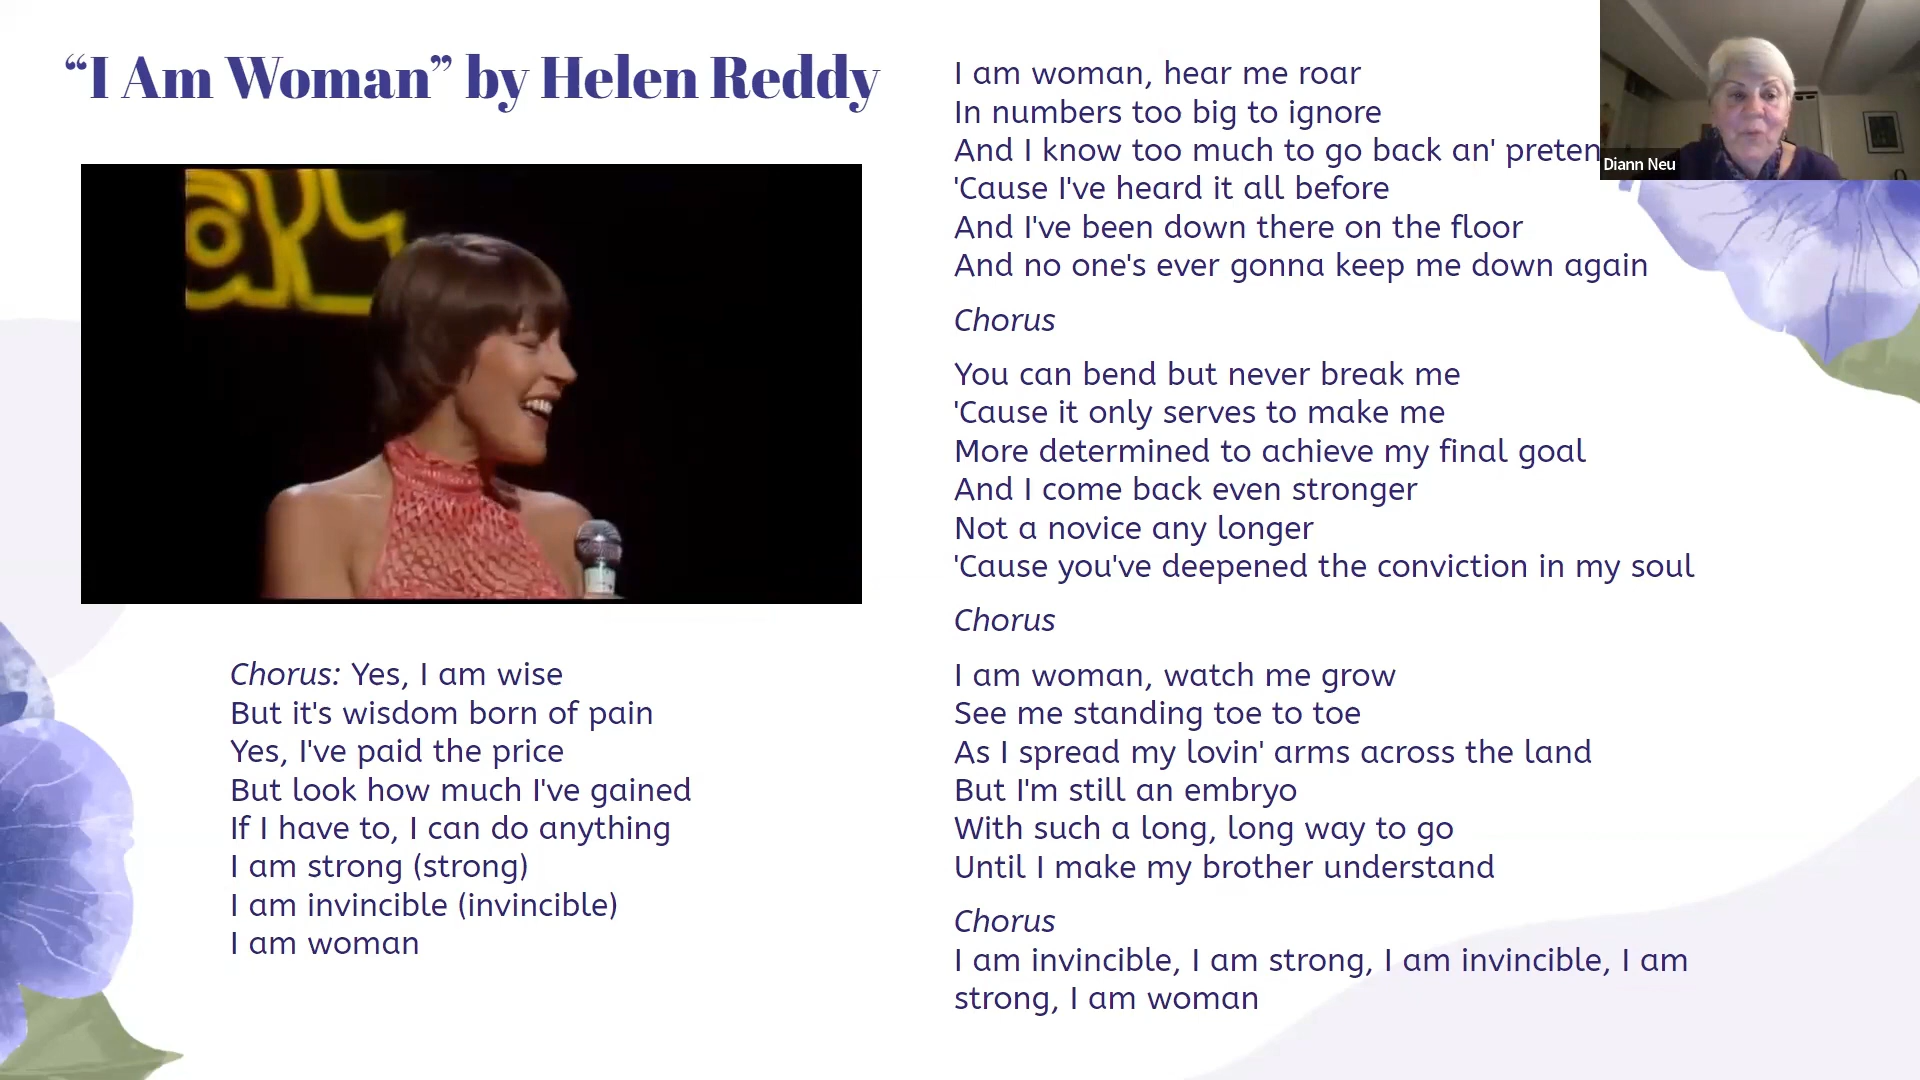 “I Am Woman” by Helen Reddy
Chorus: Yes, I am wise
But it's wisdom born of pain
Yes, I've paid the price
But look how much I've gained
If I have to, I can do anything
I am strong (strong)
I am invincible (invincible)
I am woman
I am woman, hear me roar
In numbers too big to ignore
And I know too much to go back an' preten
'Cause I've heard it all before
And I've been down there on the floor
And no one's ever gonna keep me down again
Chorus
You can bend but never break me
'Cause it only serves to make me
More determined to achieve my final goal
And I come back even stronger
Not a novice any longer
'Cause you've deepened the conviction in my soul
Chorus
I am woman, watch me grow
See me standing toe to toe
As I spread my lovin' arms across the land
But I'm still an embryo
With such a long, long way to go
Until I make my brother understand
Chorus
I am invincible, I am strong, I am invincible, I am
strong, I am woman
Diann Neu